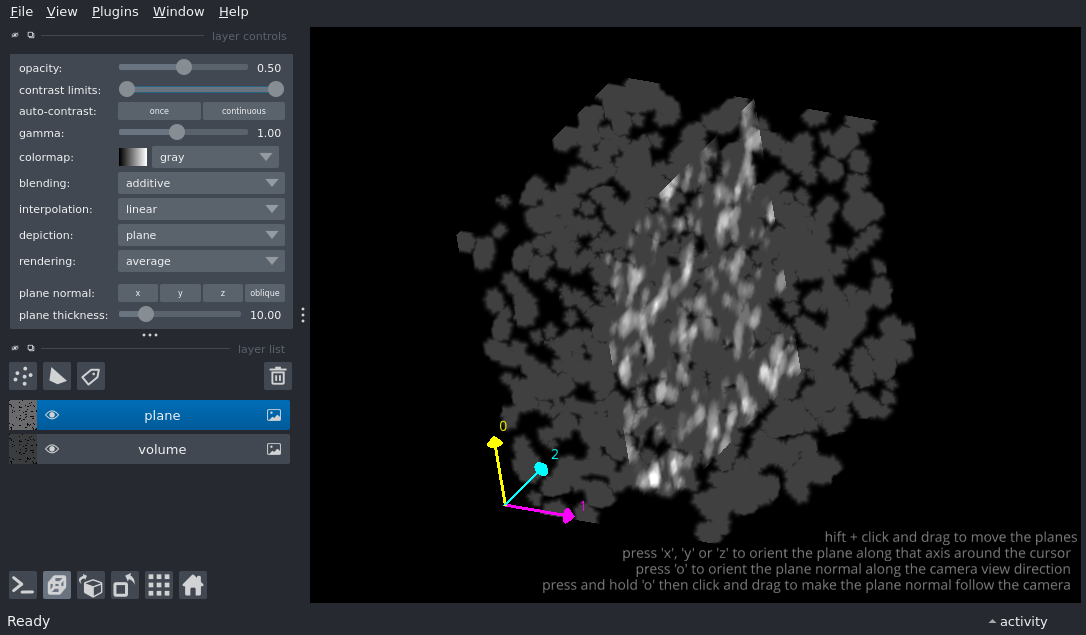 File View Plugins Window Help
layer controls
opacity: 0.50
contrast limits:
auto-contrast: once continuous
gamma: 1.00
colormap: gray
blending: additive
interpolation: linear
depiction: plane
rendering: average
plane normal: x y z oblique
plane thickness: 10.00
layer list
plane
volume
0
2
1
hift + click and drag to move the planes
press 'x', 'y' or 'z' to orient the plane along that axis around the cursor
press 'o' to orient the plane normal along the camera view direction
press and hold 'o' then click and drag to make the plane normal follow the camera
Ready
activity